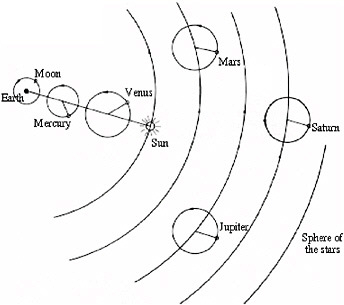 Moon
Earth
Mercury
Venus
Sun
Mars
Saturn
Jupiter
Sphere of
the stars